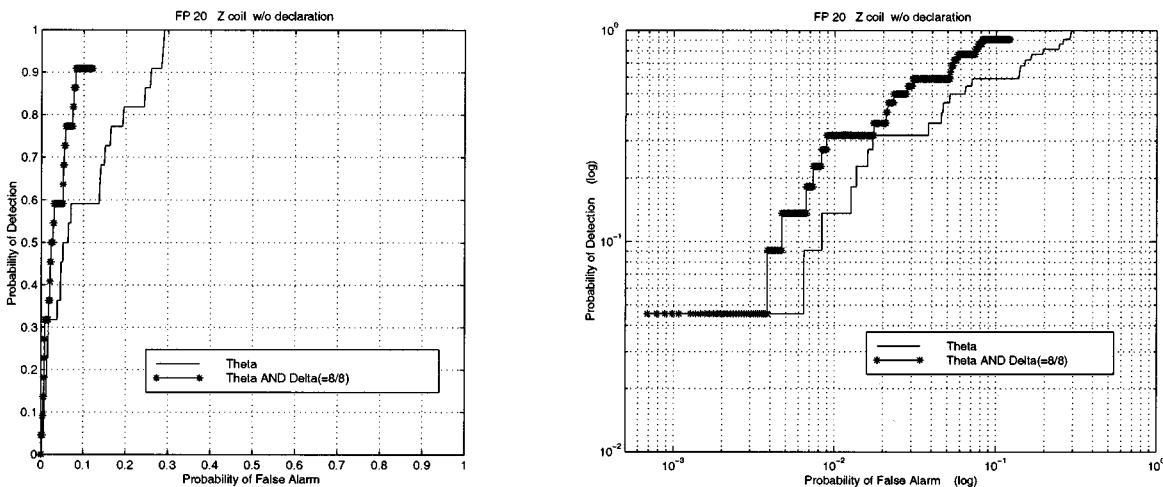 FP 20 Z coil w/o declaration
1
0.9
0.8
0.7
0.6
0.5
0.4
0.3
0.2
0.1
0
Probability of Detection
Theta
Theta AND Delta(=8/8)
0 0.1 0.2 0.3 0.4 0.5 0.6 0.7 0.8 0.9 1
Probability of False Alarm
FP 20 Z coil w/o declaration
10^0
10^-1
10^-2
Probability of Detection (log)
Theta
Theta AND Delta(=8/8)
10^-3 10^-2 10^-1 10^0
Probability of False Alarm (log)